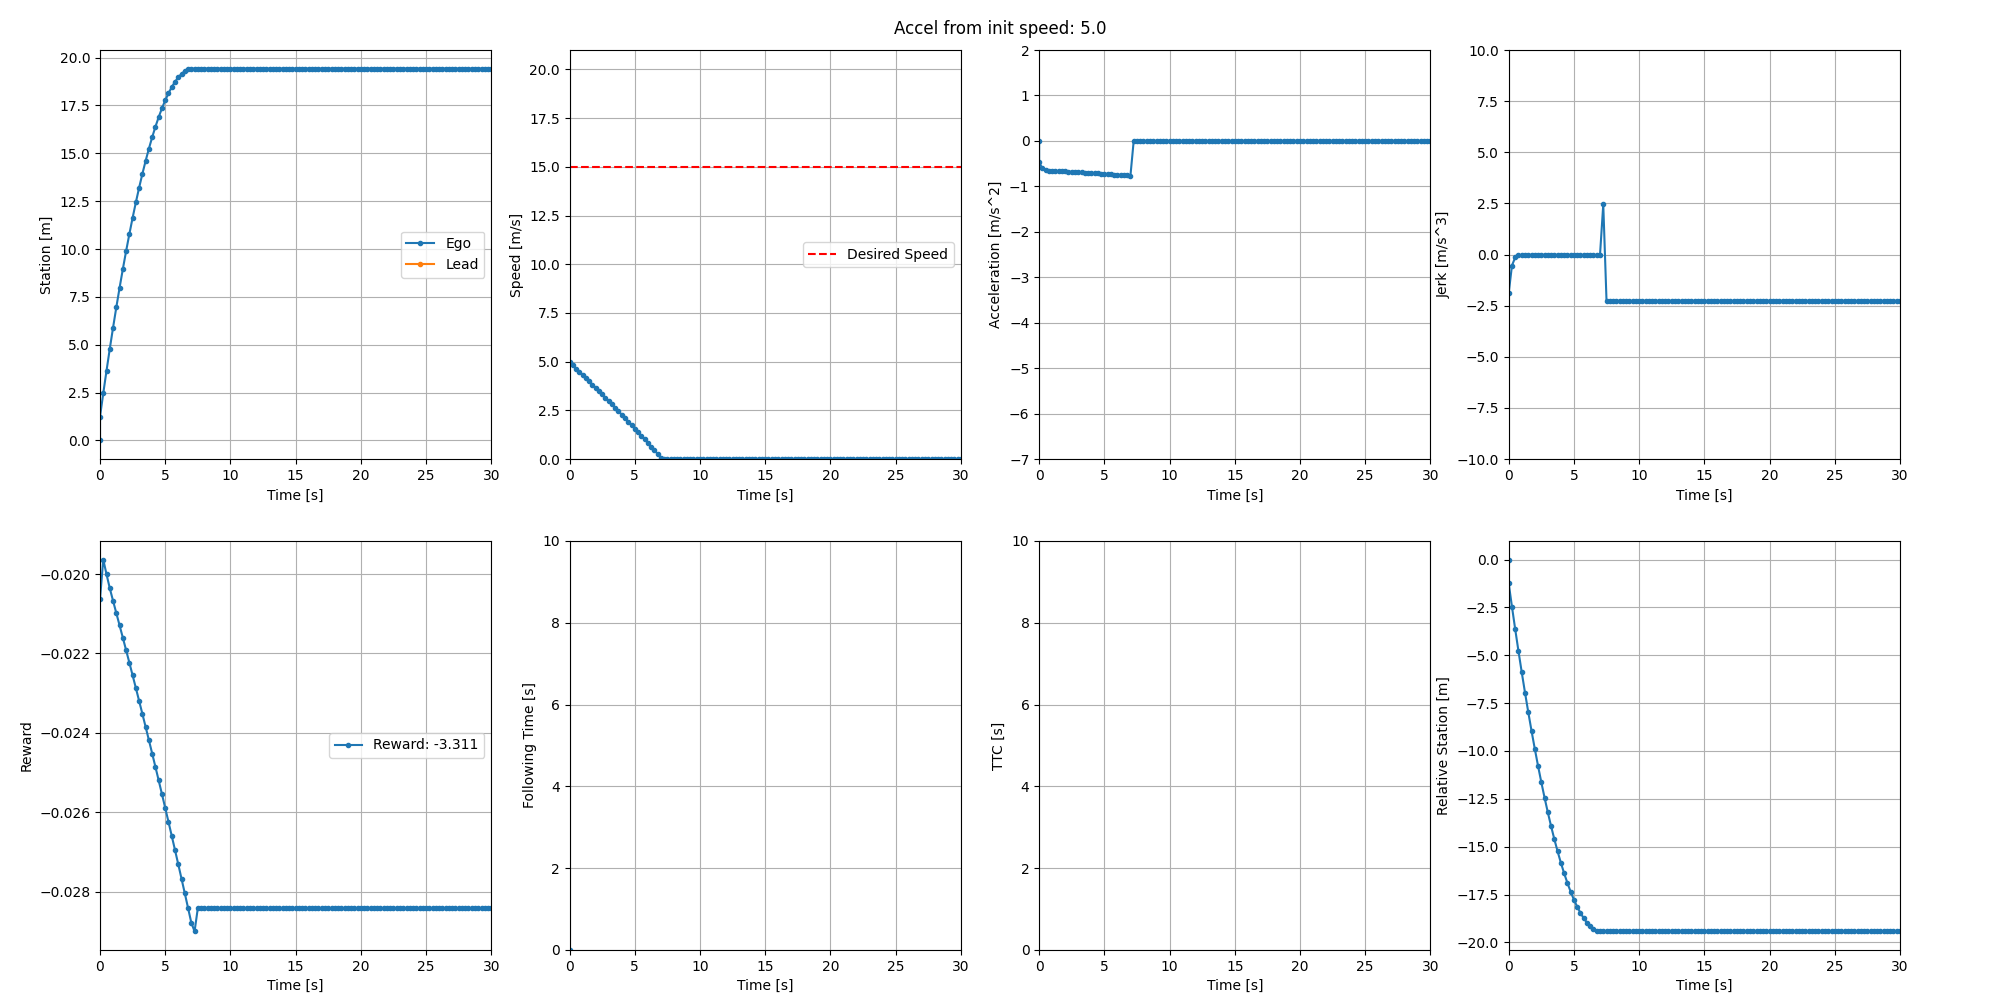 Accel from init speed: 5.0
Station [m]
20.0
17.5
15.0
12.5
10.0
7.5
5.0
2.5
0.0
Ego
Lead
0 5 10 15 20 25 30
Time [s]
Speed [m/s]
20.0
17.5
15.0
12.5
10.0
7.5
5.0
2.5
0.0
Desired Speed
0 5 10 15 20 25 30
Time [s]
Acceleration [m/s^2]
2
1
0
−1
−2
−3
−4
−5
−6
−7
0 5 10 15 20 25 30
Time [s]
Jerk [m/s^3]
10.0
7.5
5.0
2.5
0.0
−2.5
−5.0
−7.5
−10.0
0 5 10 15 20 25 30
Time [s]
Reward
−0.020
−0.022
−0.024
−0.026
−0.028
Reward: -3.311
0 5 10 15 20 25 30
Time [s]
Following Time [s]
10
8
6
4
2
0
0 5 10 15 20 25 30
Time [s]
TTC [s]
10
8
6
4
2
0
0 5 10 15 20 25 30
Time [s]
Relative Station [m]
0.0
−2.5
−5.0
−7.5
−10.0
−12.5
−15.0
−17.5
−20.0
0 5 10 15 20 25 30
Time [s]